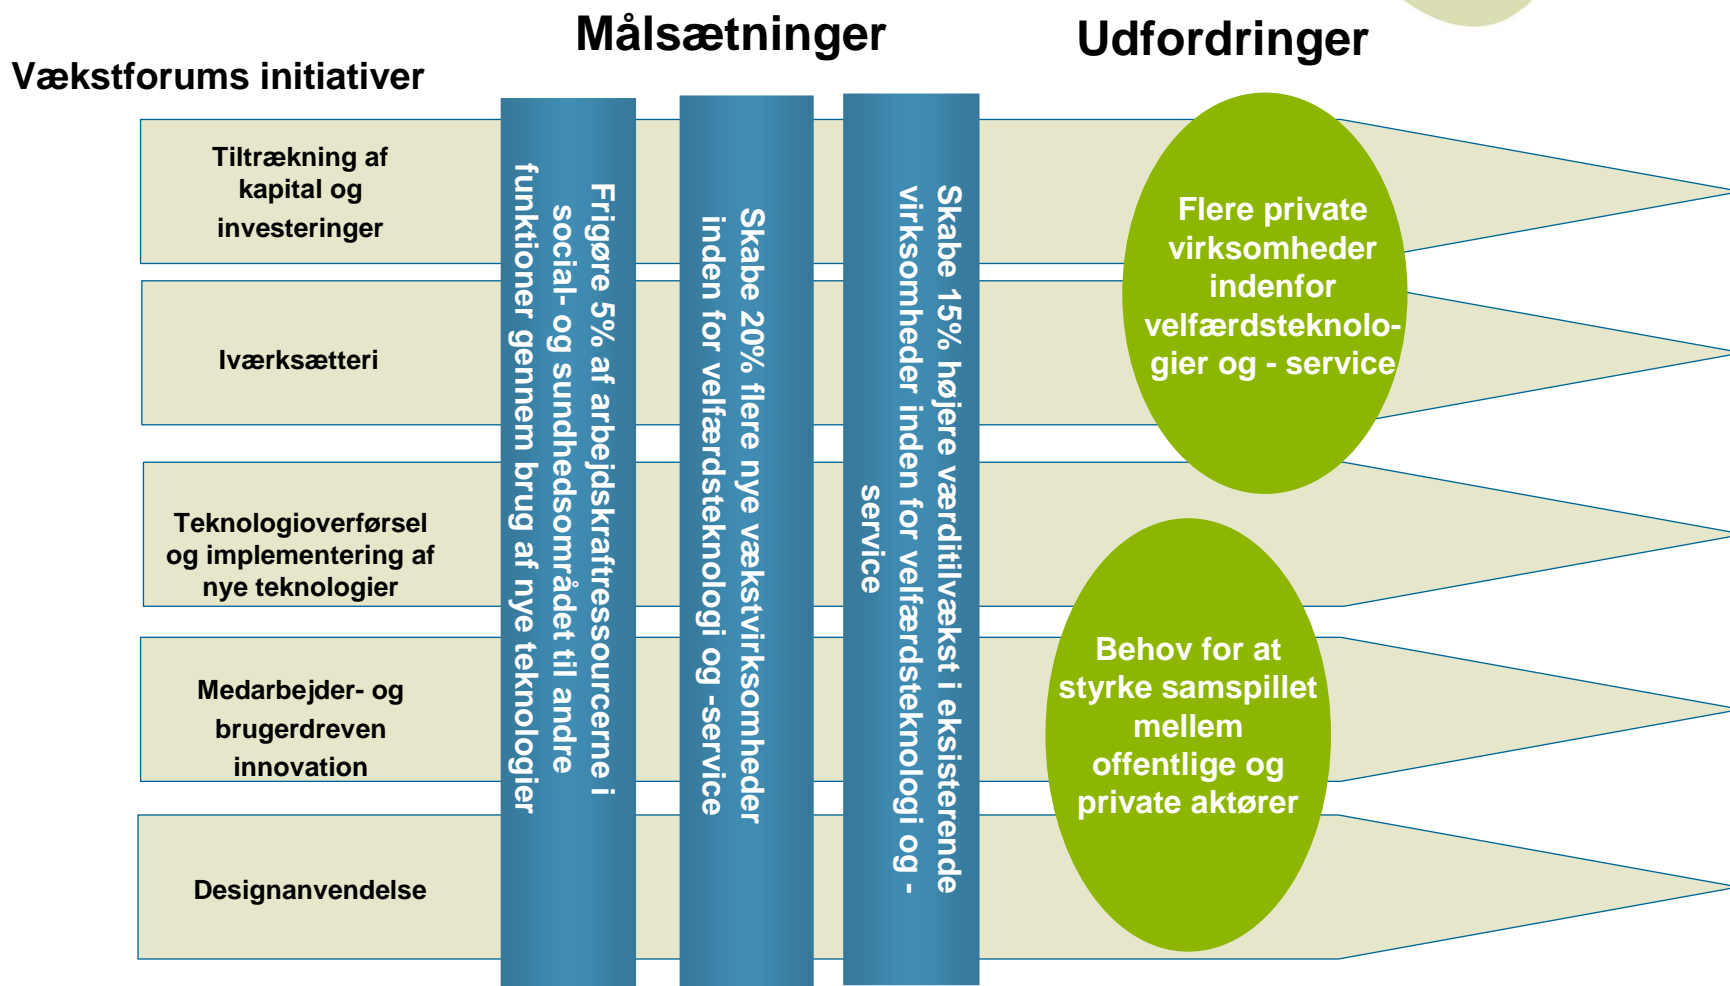 Målsætninger
Udfordringer
Vækstforums initiativer
Tiltrækning af
kapital og
investeringer
Iværksætteri
Teknologioverførsel
og implementering af
nye teknologier
Medarbejder- og
brugerdreven
innovation
Designanvendelse
Frigøre 5% af arbejdskraftressourcerne i
social- og sundhedsområdet til andre
funktioner gennem brug af nye teknologier
Skabe 20% flere nye vækstvirksomheder
inden for velfærdsteknologi og -service
Skabe 15% højere værditilvækst i eksisterende
virksomheder inden for velfærdsteknologi og -
service
Flere private
virksomheder
indenfor
velfærdsteknolo-
gier og - service
Behov for at
styrke samspillet
mellem
offentlige og
private aktører